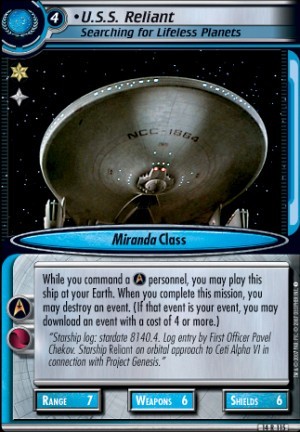 4
•U.S.S. Reliant
Searching for Lifeless Planets
NCC-1864
Miranda Class
While you command a personnel, you may play this
ship at your Earth. When you complete this mission, you
may destroy an event. (If that event is your event, you may
download an event with a cost of 4 or more.)
"Starship log: stardate 8140.4. Log entry by First Officer Pavel
Chekov. Starship Reliant on orbital approach to Ceti Alpha VI in
connection with Project Genesis."
RANGE 7
WEAPONS 6
SHIELDS 6
14 R 115